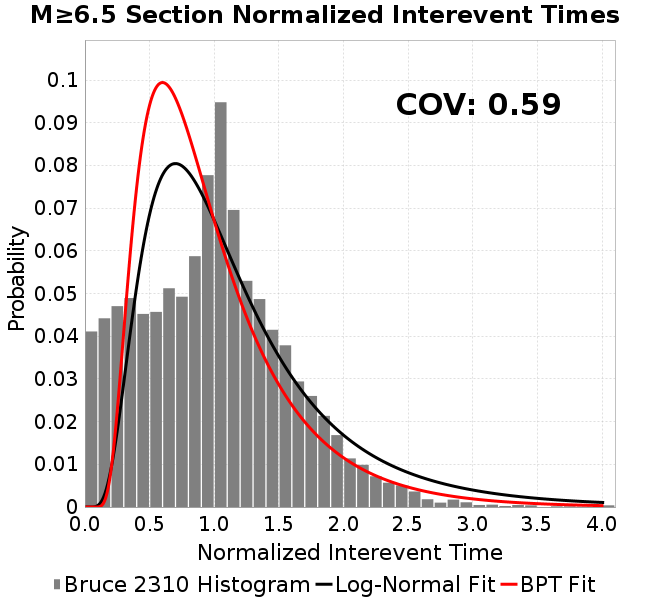 M≥6.5 Section Normalized Interevent Times
COV: 0.59
Probability
0.1
0.09
0.08
0.07
0.06
0.05
0.04
0.03
0.02
0.01
0
0.0 0.5 1.0 1.5 2.0 2.5 3.0 3.5 4.0
Normalized Interevent Time
Bruce 2310 Histogram Log-Normal Fit BPT Fit